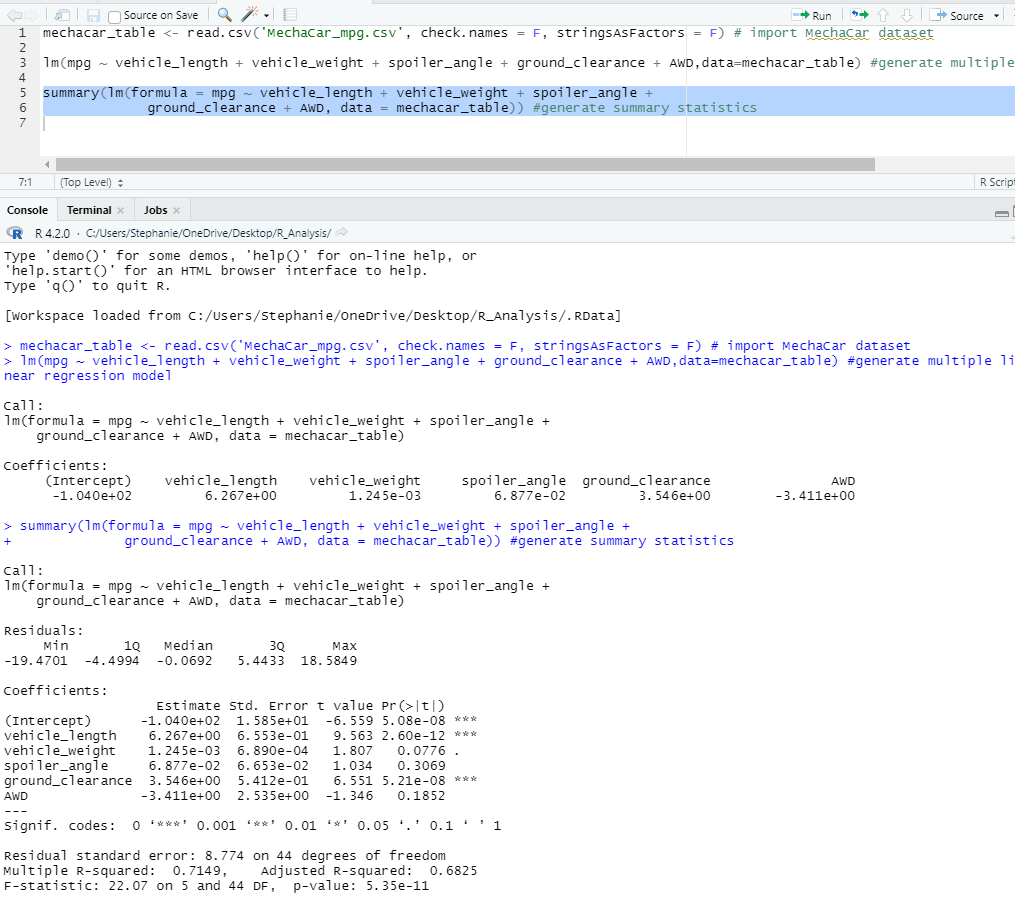 Source on Save Run Source
1 mechacar_table <- read.csv('MechaCar_mpg.csv', check.names = F, stringsAsFactors = F) # import MechaCar dataset
2
3 lm(mpg ~ vehicle_length + vehicle_weight + spoiler_angle + ground_clearance + AWD,data=mechacar_table) #generate multiple
4
5 summary(lm(formula = mpg ~ vehicle_length + vehicle_weight + spoiler_angle +
6 ground_clearance + AWD, data = mechacar_table)) #generate summary statistics
7
7:1 (Top Level) R Script
Console Terminal Jobs
R 4.2.0 · C:/Users/Stephanie/OneDrive/Desktop/R_Analysis/
Type 'demo()' for some demos, 'help()' for on-line help, or
'help.start()' for an HTML browser interface to help.
Type 'q()' to quit R.
[Workspace loaded from C:/Users/Stephanie/OneDrive/Desktop/R_Analysis/.RData]
> mechacar_table <- read.csv('MechaCar_mpg.csv', check.names = F, stringsAsFactors = F) # import MechaCar dataset
> lm(mpg ~ vehicle_length + vehicle_weight + spoiler_angle + ground_clearance + AWD,data=mechacar_table) #generate multiple li
near regression model
Call:
lm(formula = mpg ~ vehicle_length + vehicle_weight + spoiler_angle +
ground_clearance + AWD, data = mechacar_table)
Coefficients:
(Intercept) vehicle_length vehicle_weight spoiler_angle ground_clearance AWD
-1.040e+02 6.267e+00 1.245e-03 6.877e-02 3.546e+00 -3.411e+00
> summary(lm(formula = mpg ~ vehicle_length + vehicle_weight + spoiler_angle +
+ ground_clearance + AWD, data = mechacar_table)) #generate summary statistics
Call:
lm(formula = mpg ~ vehicle_length + vehicle_weight + spoiler_angle +
ground_clearance + AWD, data = mechacar_table)
Residuals:
Min 1Q Median 3Q Max
-19.4701 -4.4994 -0.0692 5.4433 18.5849
Coefficients:
Estimate Std. Error t value Pr(>|t|)
(Intercept) -1.040e+02 1.585e+01 -6.559 5.08e-08 ***
vehicle_length 6.267e+00 6.553e-01 9.563 2.60e-12 ***
vehicle_weight 1.245e-03 6.890e-04 1.807 0.0776 .
spoiler_angle 6.877e-02 6.653e-02 1.034 0.3069
ground_clearance 3.546e+00 5.412e-01 6.551 5.21e-08 ***
AWD -3.411e+00 2.535e+00 -1.346 0.1852
---
Signif. codes: 0 ‘***’ 0.001 ‘**’ 0.01 ‘*’ 0.05 ‘.’ 0.1 ‘ ’ 1
Residual standard error: 8.774 on 44 degrees of freedom
Multiple R-squared: 0.7149, Adjusted R-squared: 0.6825
F-statistic: 22.07 on 5 and 44 DF, p-value: 5.35e-11